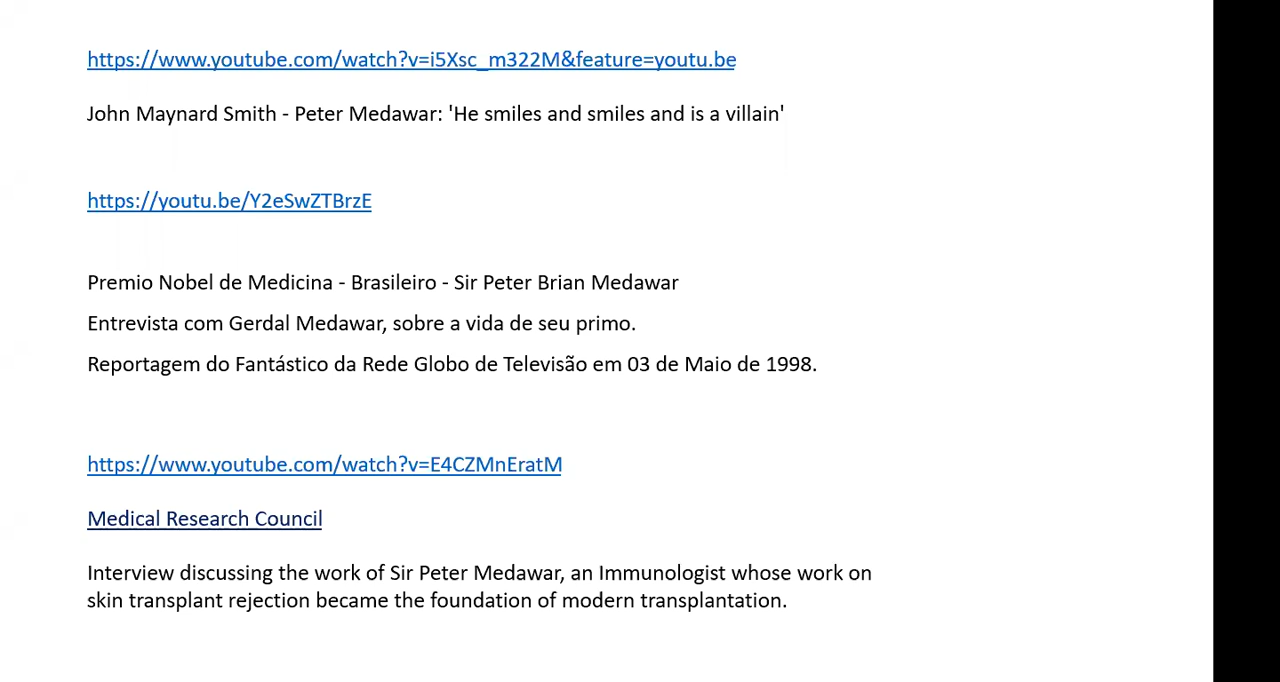 https://www.youtube.com/watch?v=i5Xsc_m322M&feature=youtu.be
John Maynard Smith - Peter Medawar: 'He smiles and smiles and is a villain'
https://youtu.be/Y2eSwZTBrzE
Premio Nobel de Medicina - Brasileiro - Sir Peter Brian Medawar
Entrevista com Gerdal Medawar, sobre a vida de seu primo.
Reportagem do Fantástico da Rede Globo de Televisão em 03 de Maio de 1998.
https://www.youtube.com/watch?v=E4CZMnEratM
Medical Research Council
Interview discussing the work of Sir Peter Medawar, an Immunologist whose work on
skin transplant rejection became the foundation of modern transplantation.